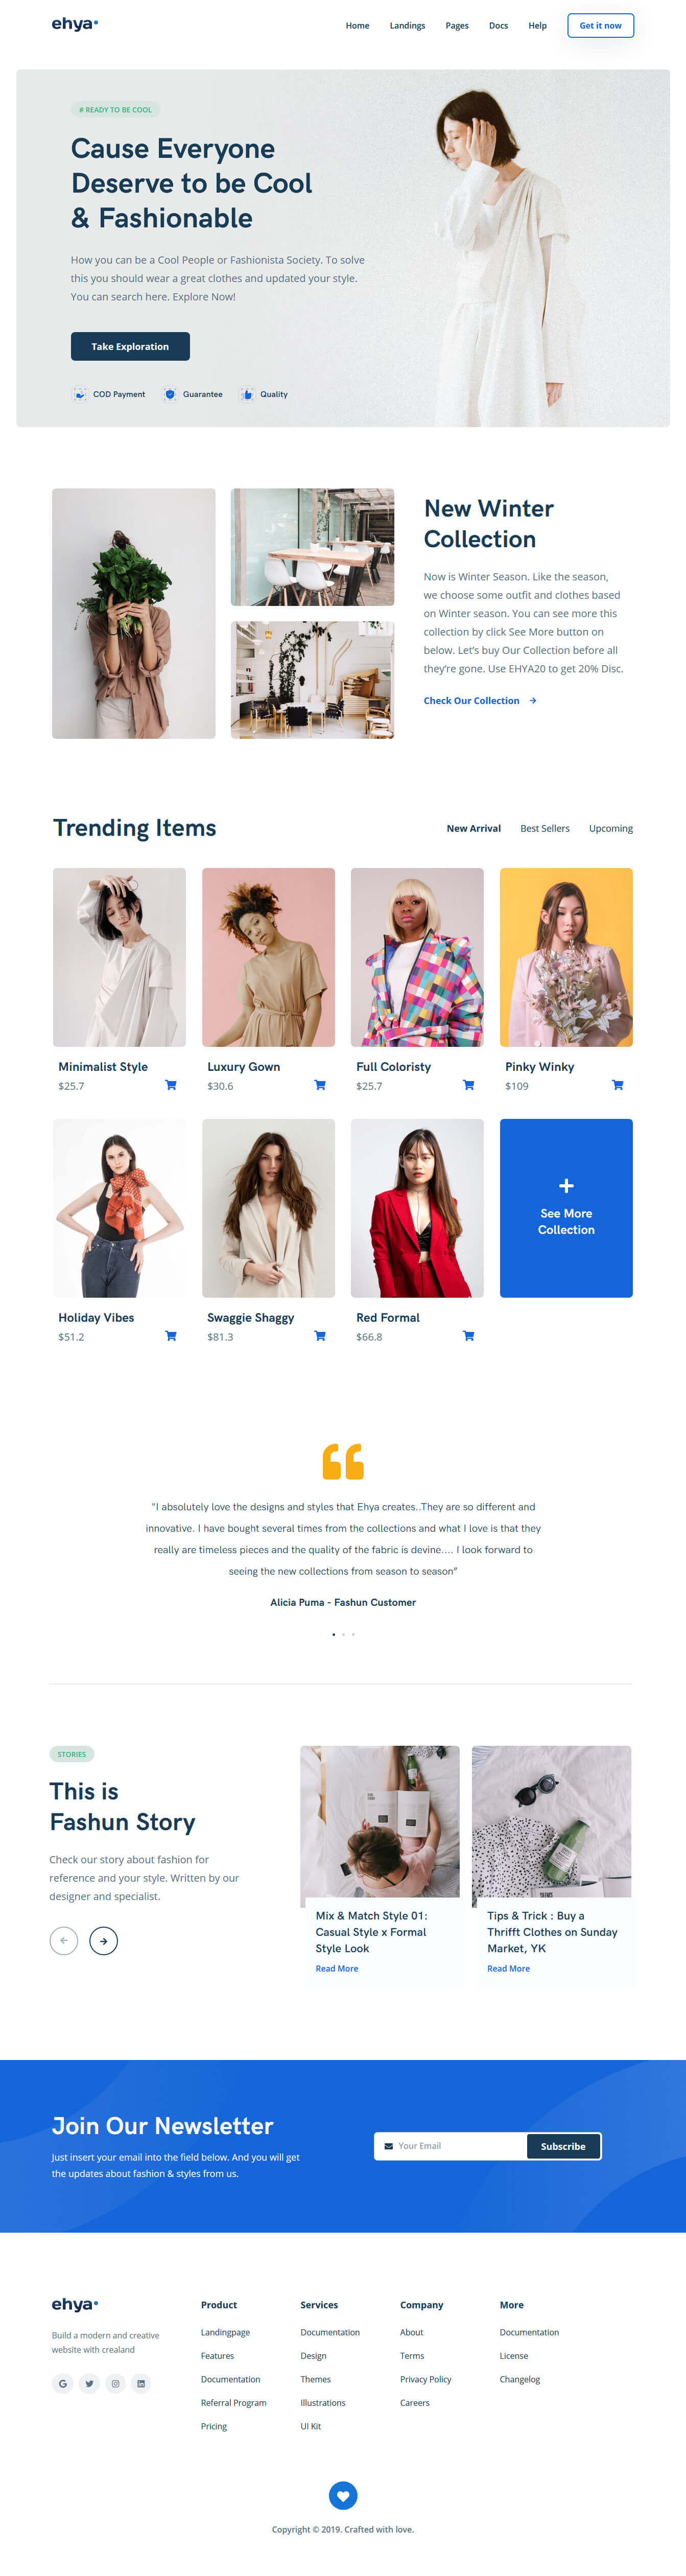 ehya
Home Landings Pages Docs Help Get it now
# READY TO BE COOL
Cause Everyone
Deserve to be Cool
& Fashionable
How you can be a Cool People or Fashionista Society. To solve
this you should wear a great clothes and updated your style.
You can search here. Explore Now!
Take Exploration
COD Payment Guarantee Quality
New Winter
Collection
Now is Winter Season. Like the season,
we choose some outfit and clothes based
on Winter season. You can see more this
collection by click See More button on
below. Let's buy Our Collection before all
they're gone. Use EHYA20 to get 20% Disc.
Check Our Collection →
Trending Items
New Arrival Best Sellers Upcoming
Minimalist Style
$25.7
Luxury Gown
$30.6
Full Coloristy
$25.7
Pinky Winky
$109
Holiday Vibes
$51.2
Swaggie Shaggy
$81.3
Red Formal
$66.8
See More
Collection
"I absolutely love the designs and styles that Ehya creates..They are so different and
innovative. I have bought several times from the collections and what I love is that they
really are timeless pieces and the quality of the fabric is devine.... I look forward to
seeing the new collections from season to season”
Alicia Puma - Fashun Customer
STORIES
This is
Fashun Story
Check our story about fashion for
reference and your style. Written by our
designer and specialist.
Mix & Match Style 01:
Casual Style x Formal
Style Look
Read More
Tips & Trick : Buy a
Thrifft Clothes on Sunday
Market, YK
Read More
Join Our Newsletter
Just insert your email into the field below. And you will get
the updates about fashion & styles from us.
Your Email
Subscribe
ehya
Build a modern and creative
website with crealand
Product
Landingpage
Features
Documentation
Referral Program
Pricing
Services
Documentation
Design
Themes
Illustrations
UI Kit
Company
About
Terms
Privacy Policy
Careers
More
Documentation
License
Changelog
Copyright © 2019. Crafted with love.